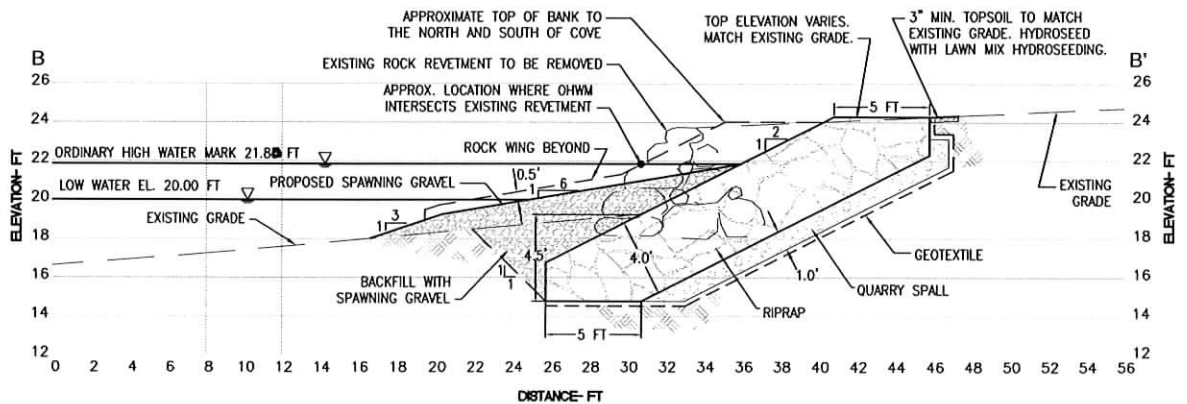 APPROXIMATE TOP OF BANK TO
THE NORTH AND SOUTH OF COVE
TOP ELEVATION VARIES.
MATCH EXISTING GRADE.
3" MIN. TOPSOIL TO MATCH
EXISTING GRADE. HYDROSEED
WITH LAWN MIX HYDROSEEDING.
EXISTING ROCK REVETMENT TO BE REMOVED
APPROX. LOCATION WHERE OHWM
INTERSECTS EXISTING REVETMENT
B
B'
26
24
22
20
18
16
14
12
ELEVATION-FT
ORDINARY HIGH WATER MARK FT
LOW WATER EL. 20.00 FT
EXISTING GRADE
PROPOSED SPAWNING GRAVEL
ROCK WING BEYOND
0.5'
1
6
1
3
2
1
5 FT
4.5'
4.0'
1.0'
1
1
BACKFILL WITH
SPAWNING GRAVEL
5 FT
RIPRAP
QUARRY SPALL
GEOTEXTILE
EXISTING
GRADE
26
24
22
20
18
16
14
12
ELEVATION-FT
0 2 4 6 8 10 12 14 16 18 20 22 24 26 28 30 32 34 36 38 40 42 44 46 48 50 52 54 56
DISTANCE-FT